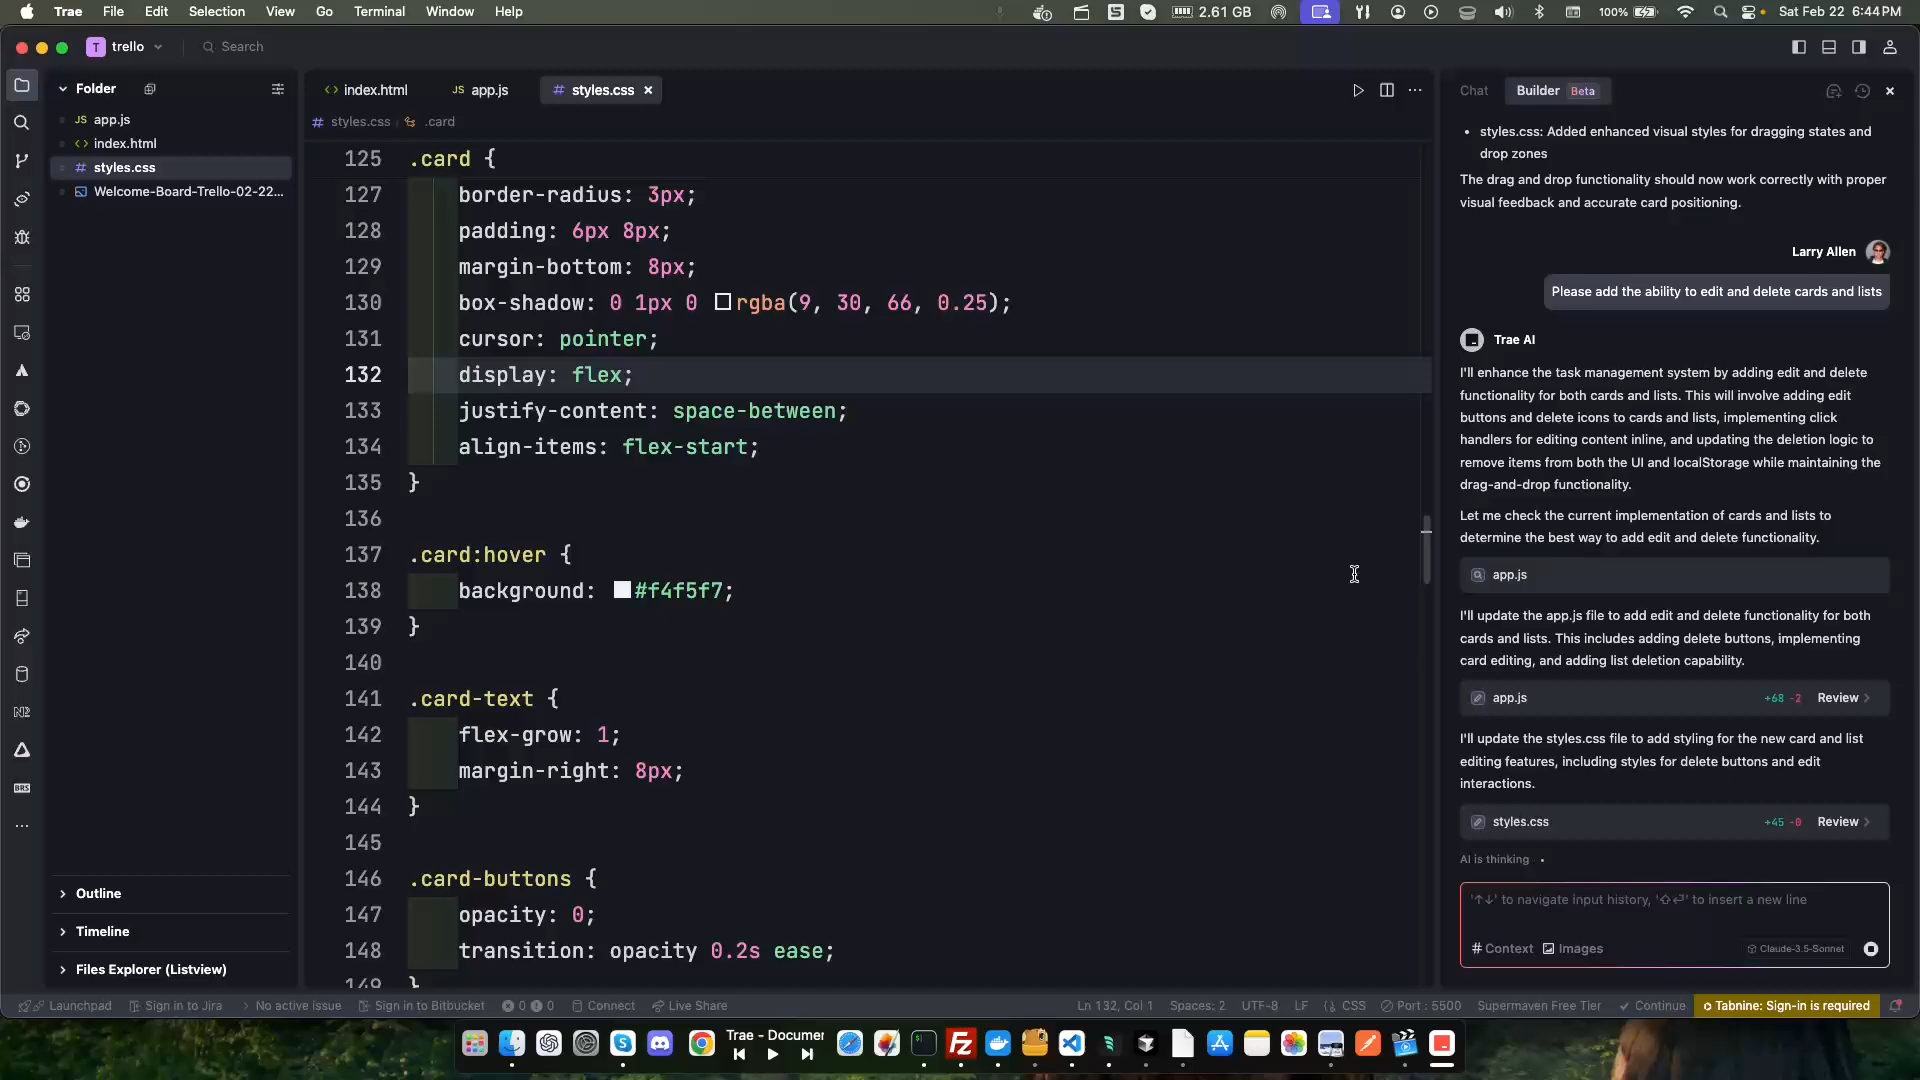 Trae File Edit Selection View Go Terminal Window Help
2.61 GB 100% Sat Feb 22 6:44 PM
T trello Search
Folder
JS app.js
index.html
# styles.css
Welcome-Board-Trello-02-22...
Outline
Timeline
Files Explorer (Listview)
index.html JS app.js # styles.css
# styles.css .card
125 .card {
127 border-radius: 3px;
128 padding: 6px 8px;
129 margin-bottom: 8px;
130 box-shadow: 0 1px 0 rgba(9, 30, 66, 0.25);
131 cursor: pointer;
132 display: flex;
133 justify-content: space-between;
134 align-items: flex-start;
135 }
136
137 .card:hover {
138 background: #f4f5f7;
139 }
140
141 .card-text {
142 flex-grow: 1;
143 margin-right: 8px;
144 }
145
146 .card-buttons {
147 opacity: 0;
148 transition: opacity 0.2s ease;
149 }
Chat Builder Beta
• styles.css: Added enhanced visual styles for dragging states and
drop zones
The drag and drop functionality should now work correctly with proper
visual feedback and accurate card positioning.
Larry Allen
Please add the ability to edit and delete cards and lists
Trae AI
I'll enhance the task management system by adding edit and delete
functionality for both cards and lists. This will involve adding edit
buttons and delete icons to cards and lists, implementing click
handlers for editing content inline, and updating the deletion logic to
remove items from both the UI and localStorage while maintaining the
drag-and-drop functionality.
Let me check the current implementation of cards and lists to
determine the best way to add edit and delete functionality.
app.js
I'll update the app.js file to add edit and delete functionality for both
cards and lists. This includes adding delete buttons, implementing
card editing, and adding list deletion capability.
app.js +68 -2 Review
I'll update the styles.css file to add styling for the new card and list
editing features, including styles for delete buttons and edit
interactions.
styles.css +45 -0 Review
AI is thinking
'↑↓' to navigate input history, '⇧⏎' to insert a new line
# Context Images Claude-3.5-Sonnet
Launchpad Sign in to Jira No active issue Sign in to Bitbucket 0 0 Connect Live Share Ln 132, Col 1 Spaces: 2 UTF-8 LF CSS Port : 5500 Supermaven Free Tier Continue Tabnine: Sign-in is required
BRS
Trae - Documer
Fz